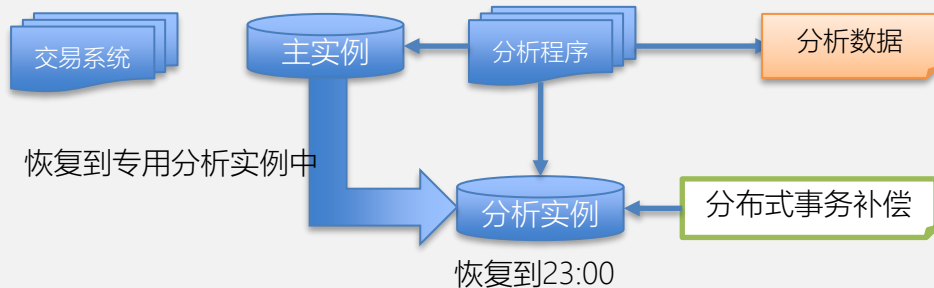 交易系统
主实例
分析程序
分析数据
恢复到专用分析实例中
分析实例
分布式事务补偿
恢复到23:00